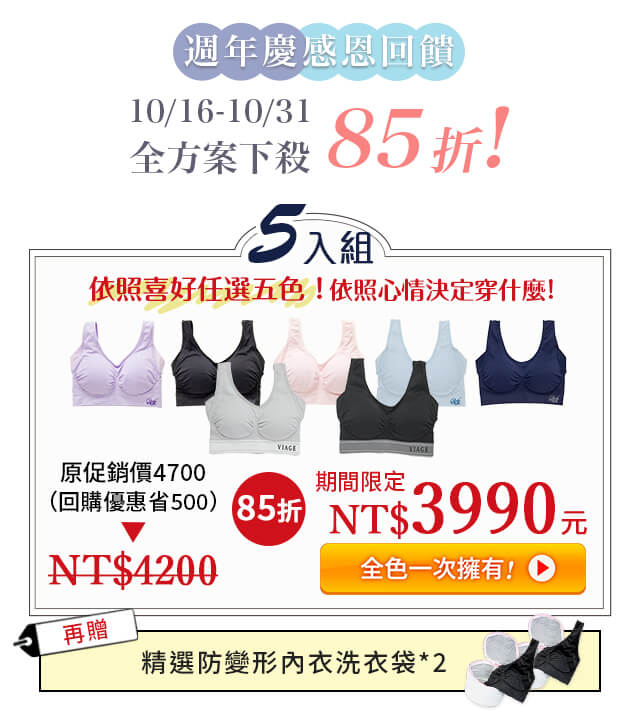 週年慶感恩回饋
10/16-10/31
全方案下殺 85折!
5入組
依照喜好任選五色！依照心情決定穿什麼!
VIAGE
VIAGE
原促銷價4700
（回購優惠省500）
NT$4200
85折
期間限定
NT$3990元
全色一次擁有!
再贈
精選防變形內衣洗衣袋*2